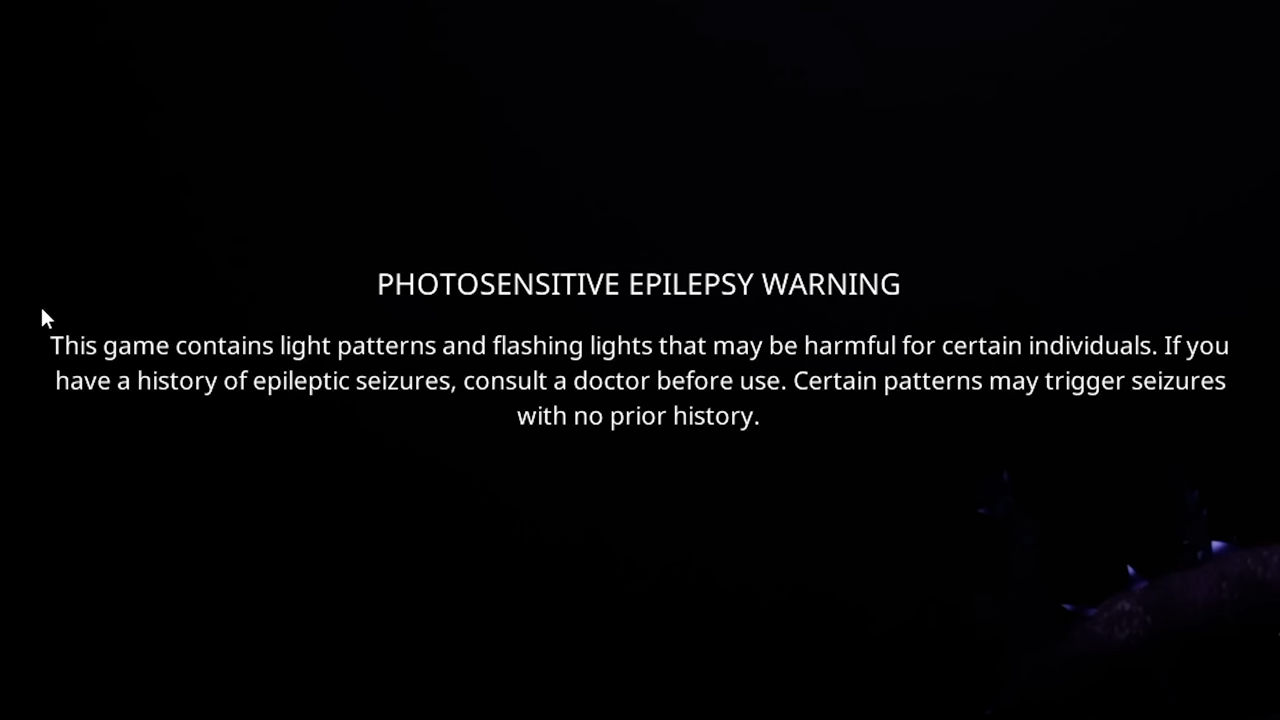 PHOTOSENSITIVE EPILEPSY WARNING
This game contains light patterns and flashing lights that may be harmful for certain individuals. If you
have a history of epileptic seizures, consult a doctor before use. Certain patterns may trigger seizures
with no prior history.